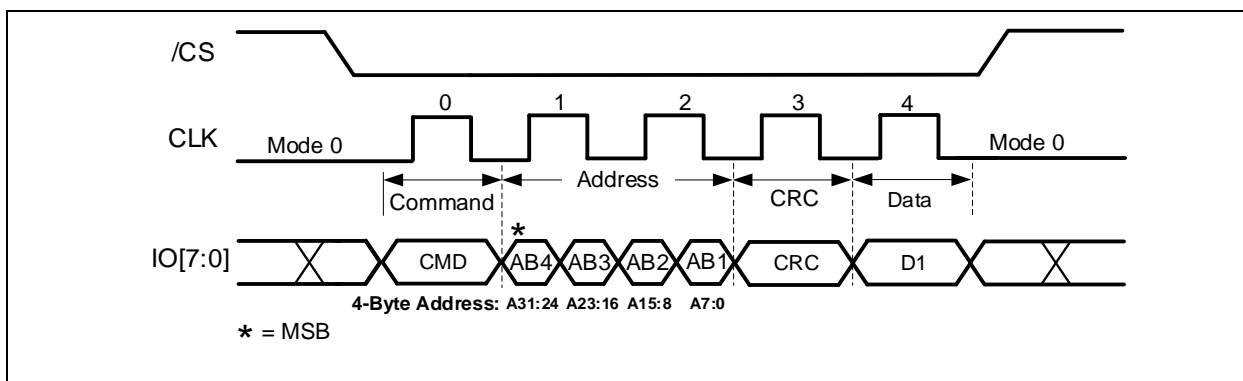 /CS
0 1 2 3 4
CLK Mode 0 Mode 0
Command Address CRC Data
*
IO[7:0] CMD AB4 AB3 AB2 AB1 CRC D1
4-Byte Address: A31:24 A23:16 A15:8 A7:0
* = MSB